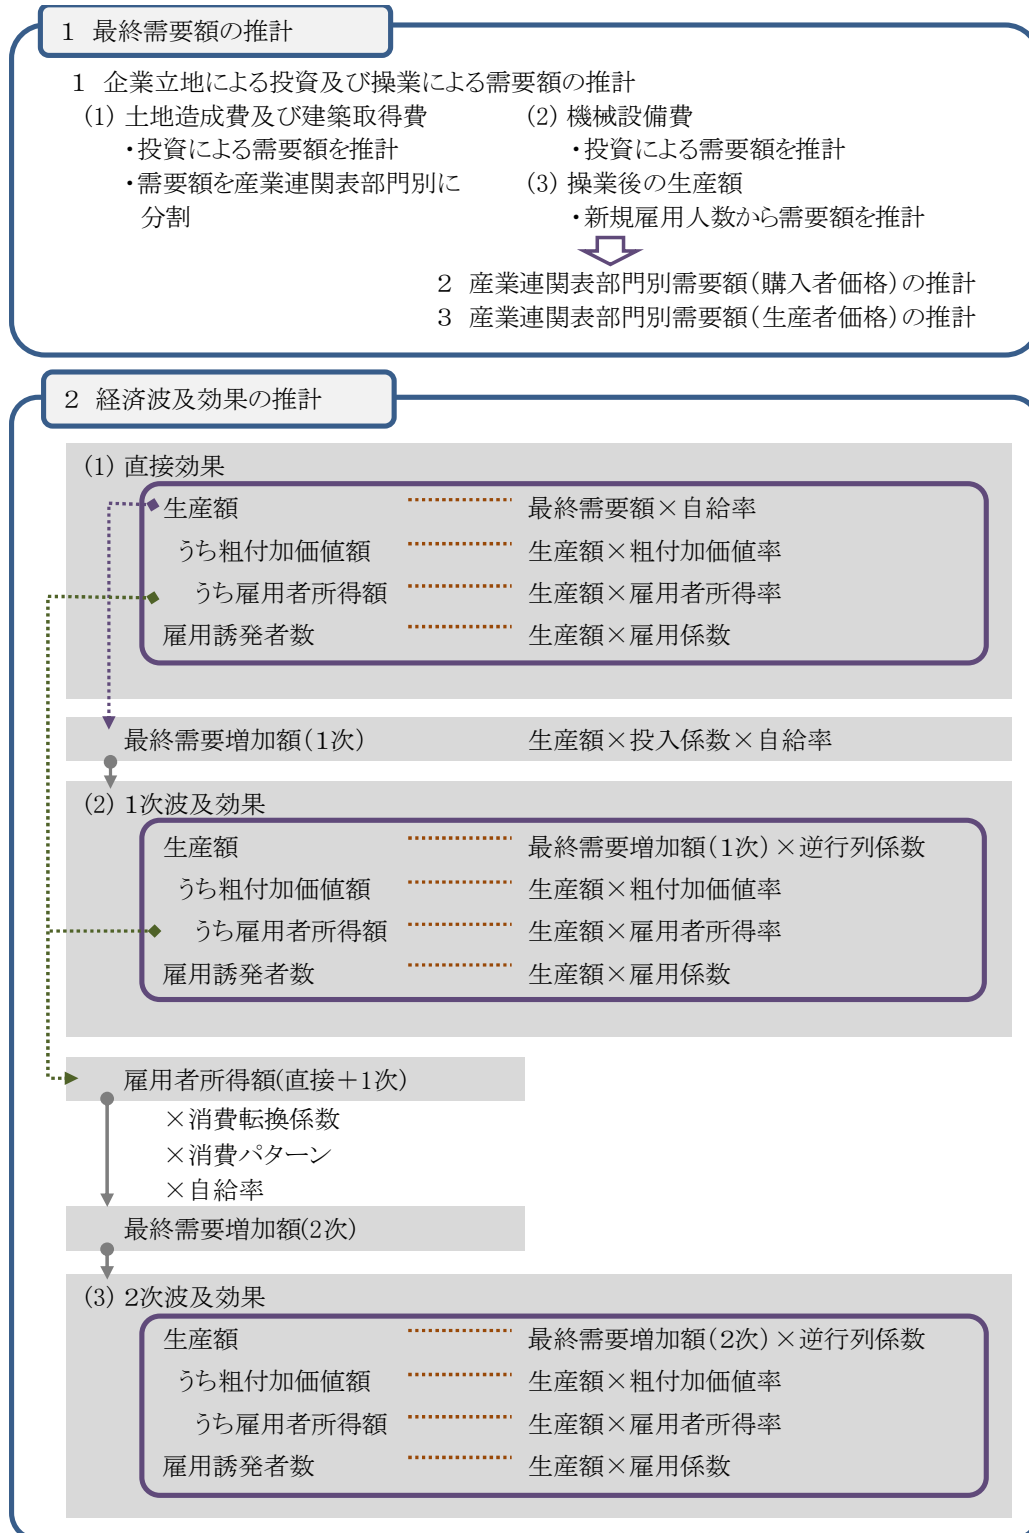 １ 最終需要額の推計
１ 企業立地による投資及び操業による需要額の推計
(1) 土地造成費及び建築取得費
・投資による需要額を推計
・需要額を産業連関表部門別に
分割
(2) 機械設備費
・投資による需要額を推計
(3) 操業後の生産額
・新規雇用人数から需要額を推計
２ 産業連関表部門別需要額（購入者価格）の推計
３ 産業連関表部門別需要額（生産者価格）の推計
２ 経済波及効果の推計
(1) 直接効果
生産額 最終需要額×自給率
うち粗付加価値額 生産額×粗付加価値率
うち雇用者所得額 生産額×雇用者所得率
雇用誘発者数 生産額×雇用係数
最終需要増加額（１次） 生産額×投入係数×自給率
(2) １次波及効果
生産額 最終需要増加額（１次）×逆行列係数
うち粗付加価値額 生産額×粗付加価値率
うち雇用者所得額 生産額×雇用者所得率
雇用誘発者数 生産額×雇用係数
雇用者所得額(直接＋1次)
×消費転換係数
×消費パターン
×自給率
最終需要増加額(2次)
(3) ２次波及効果
生産額 最終需要増加額（２次）×逆行列係数
うち粗付加価値額 生産額×粗付加価値率
うち雇用者所得額 生産額×雇用者所得率
雇用誘発者数 生産額×雇用係数